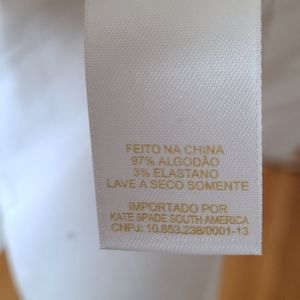 FEITO NA CHINA
97% ALGODÃO
3% ELASTANO
LAVE A SECO SOMENTE
IMPORTADO POR
KATE SPADE SOUTH AMERICA
CNPJ: 10.853.238/0001-13